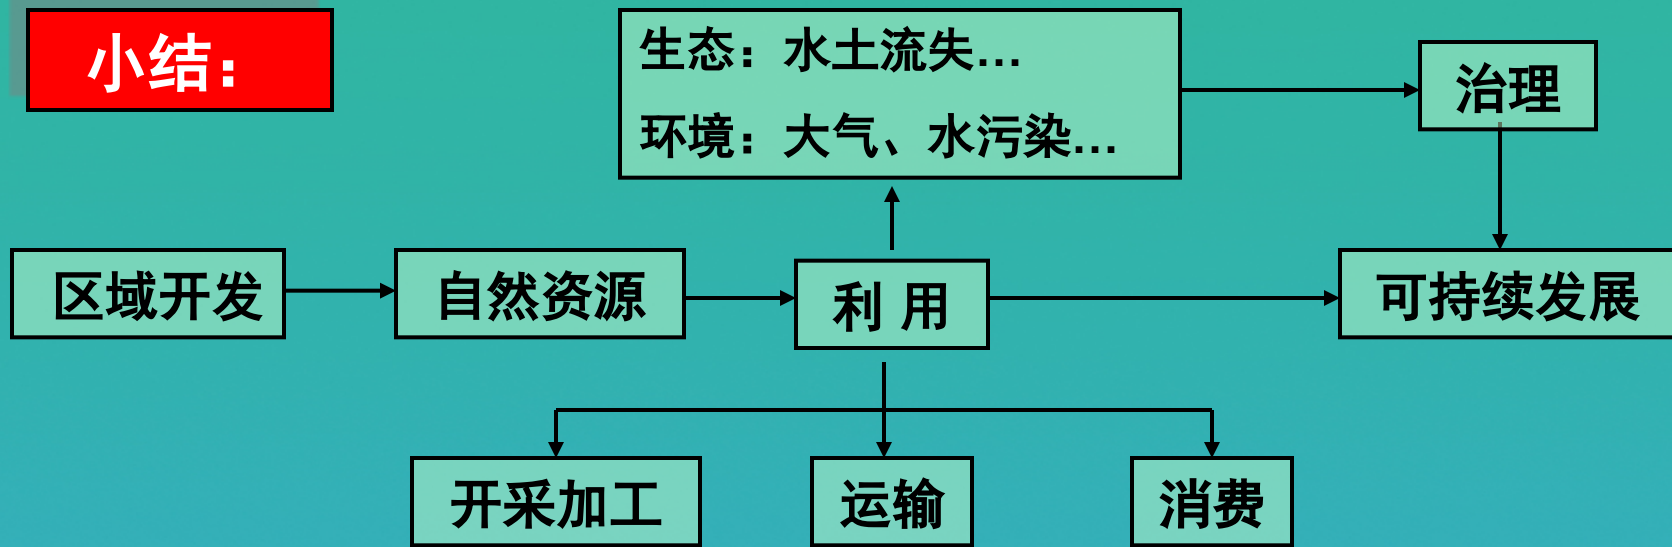 小结：
生态：水土流失...
环境：大气、水污染...
治理
区域开发
自然资源
利 用
可持续发展
开采加工
运输
消费